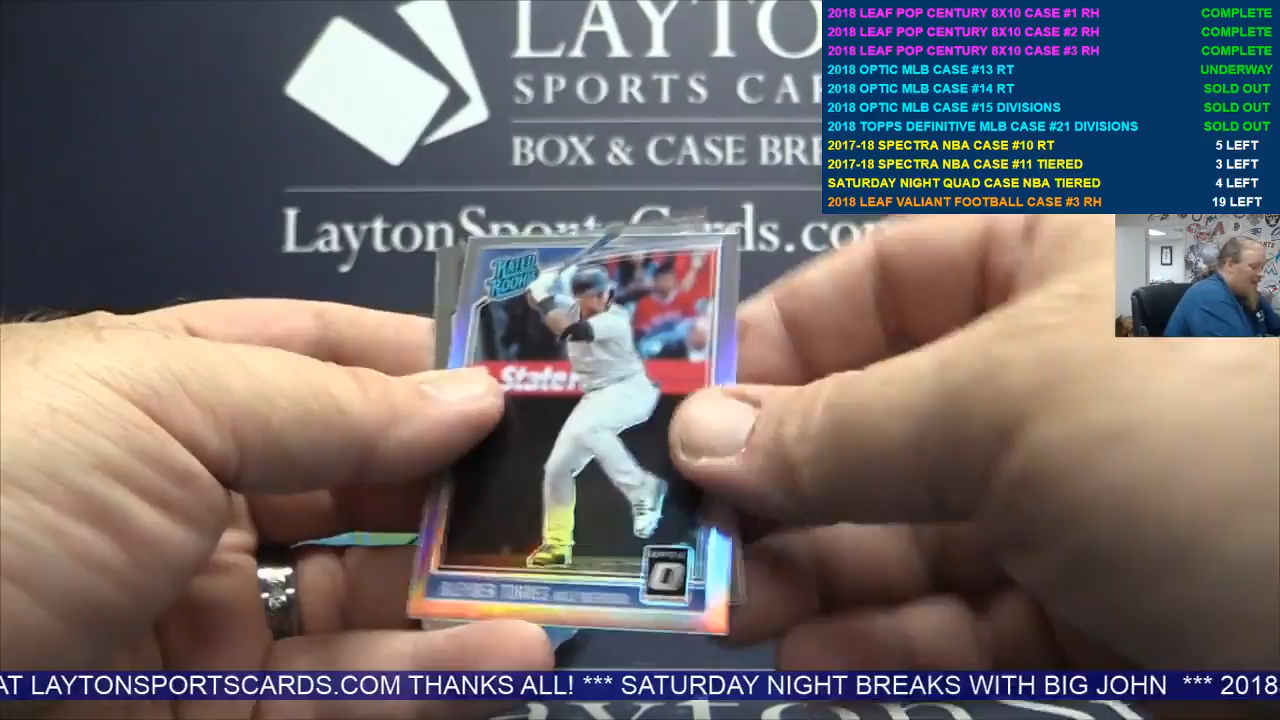 LAYTO
SPORTS CAR
BOX & CASE BRE
LaytonSportsCards.com
2018 LEAF POP CENTURY 8X10 CASE #1 RH COMPLETE
2018 LEAF POP CENTURY 8X10 CASE #2 RH COMPLETE
2018 LEAF POP CENTURY 8X10 CASE #3 RH COMPLETE
2018 OPTIC MLB CASE #13 RT UNDERWAY
2018 OPTIC MLB CASE #14 RT SOLD OUT
2018 OPTIC MLB CASE #15 DIVISIONS SOLD OUT
2018 TOPPS DEFINITIVE MLB CASE #21 DIVISIONS SOLD OUT
2017-18 SPECTRA NBA CASE #10 RT 5 LEFT
2017-18 SPECTRA NBA CASE #11 TIERED 3 LEFT
SATURDAY NIGHT QUAD CASE NBA TIERED 4 LEFT
2018 LEAF VALIANT FOOTBALL CASE #3 RH 19 LEFT
RATED
ROOKIE
State
AT LAYTONSPORTSCARDS.COM THANKS ALL! *** SATURDAY NIGHT BREAKS WITH BIG JOHN *** 2018